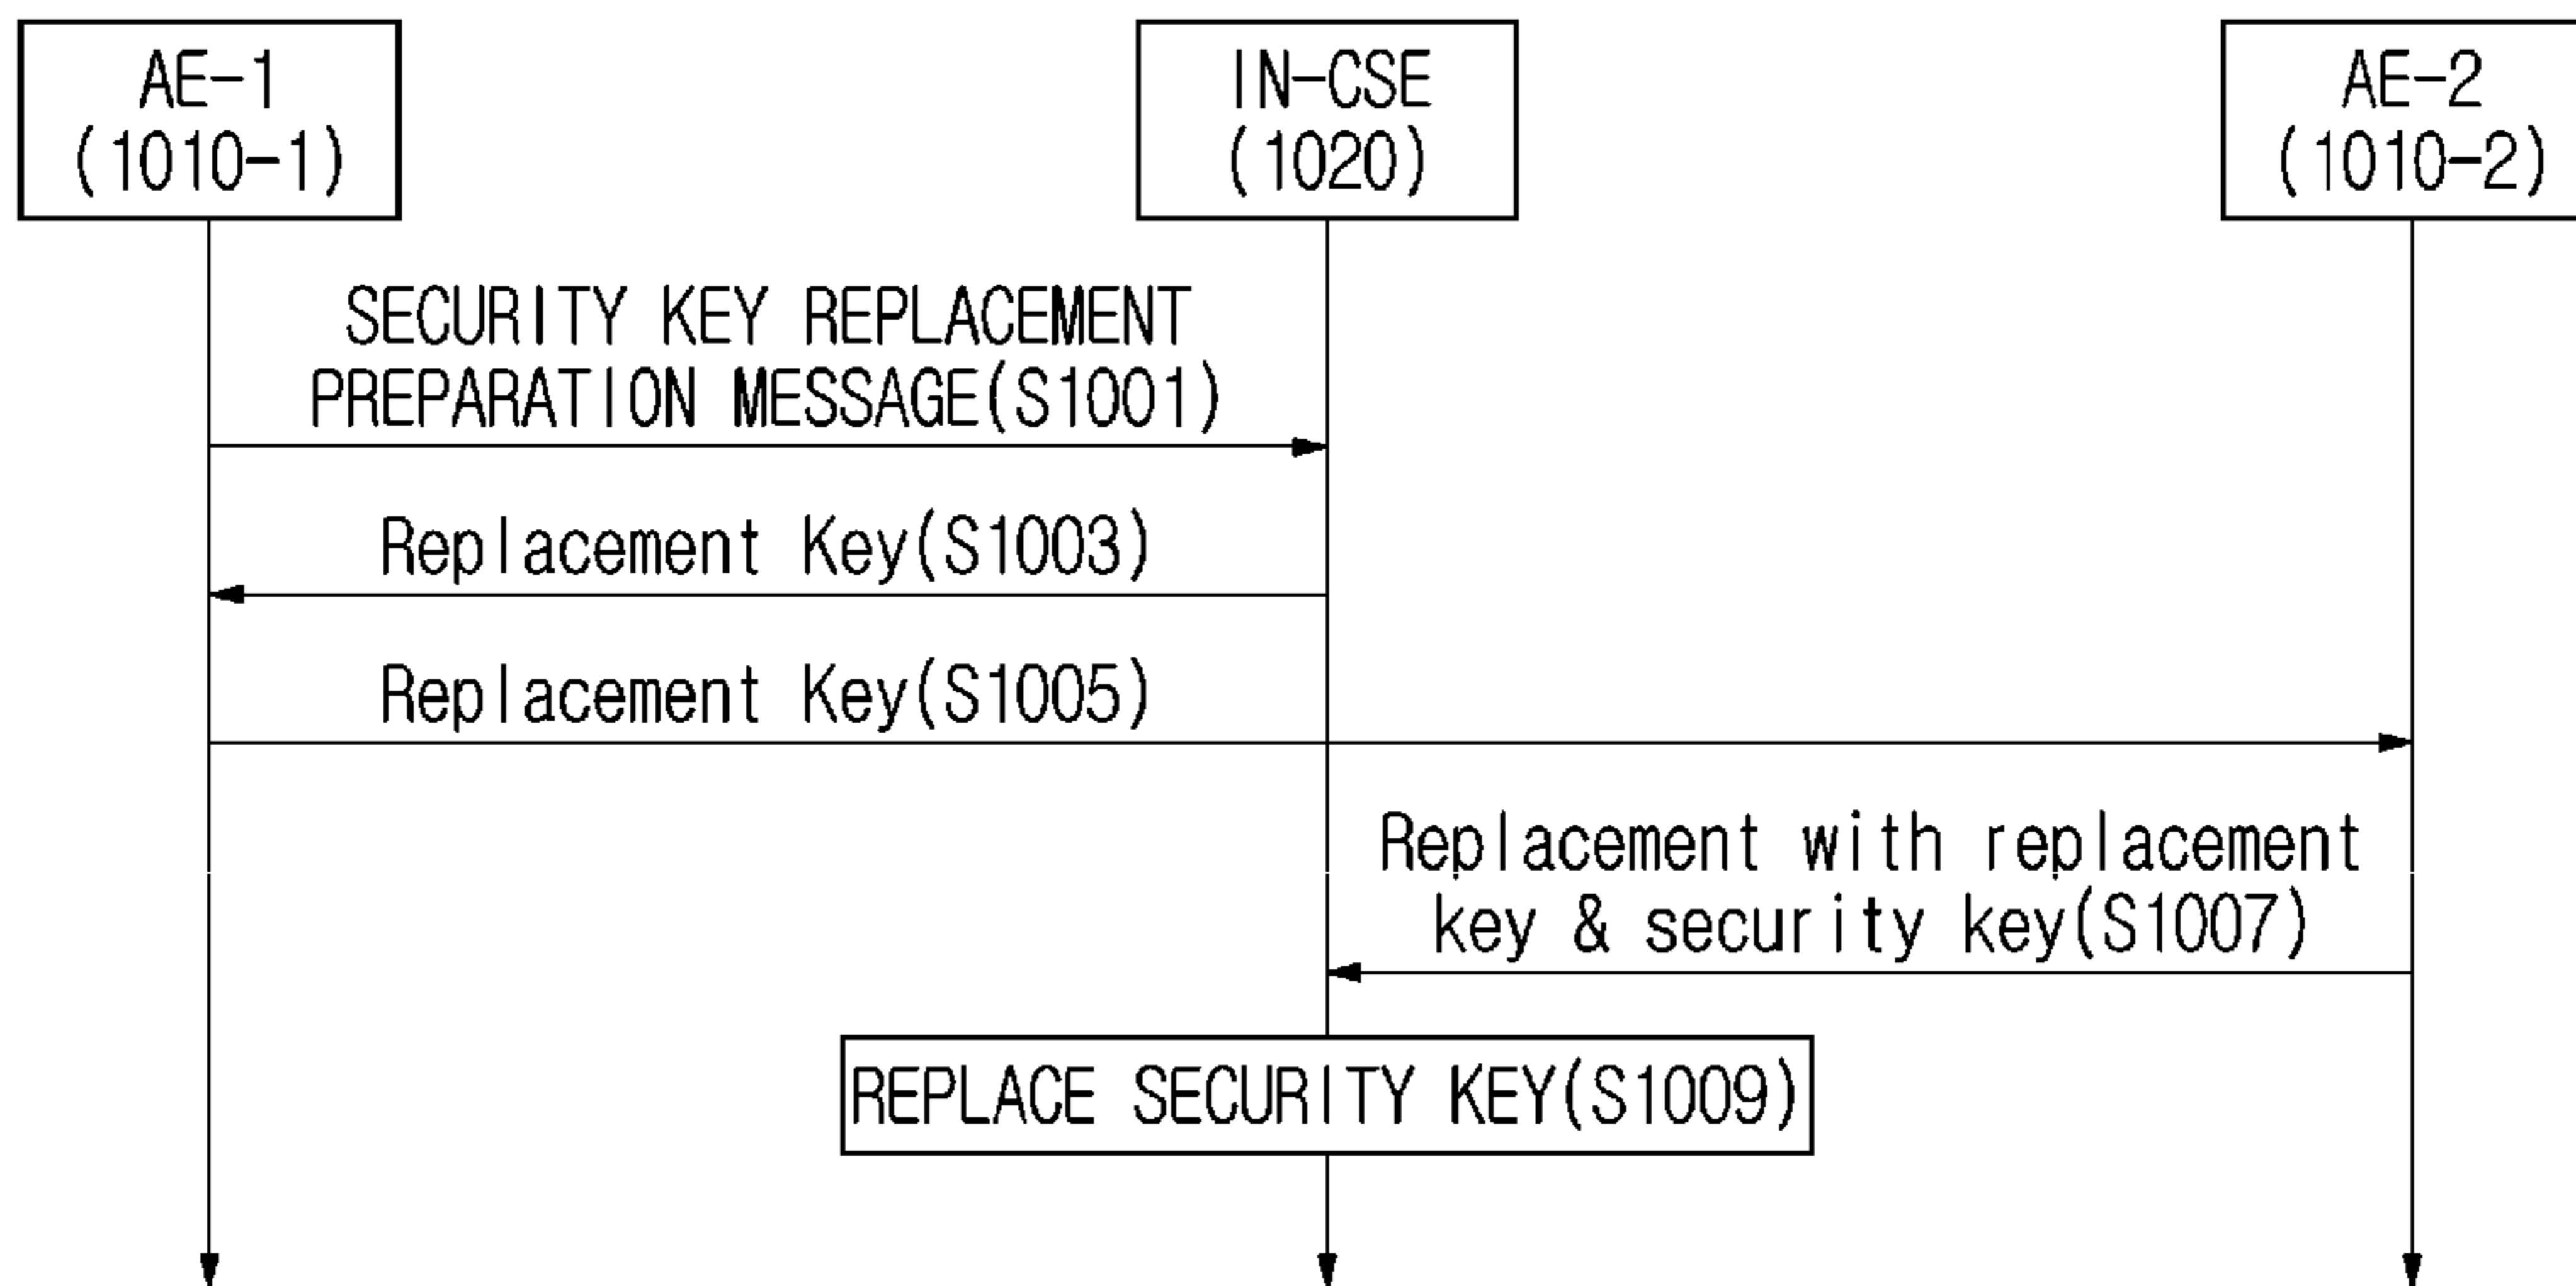 AE-1
(1010-1)
IN-CSE
(1020)
AE-2
(1010-2)
SECURITY KEY REPLACEMENT
PREPARATION MESSAGE(S1001)
Replacement Key(S1003)
Replacement Key(S1005)
Replacement with replacement
key & security key(S1007)
REPLACE SECURITY KEY(S1009)